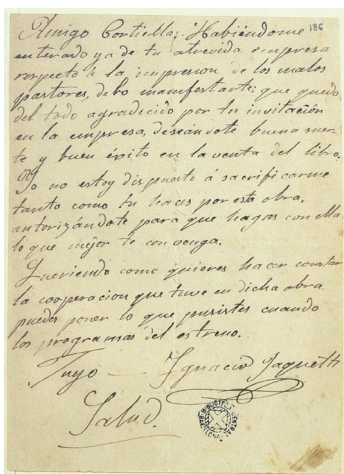 186
Amigo Cortiella: Habiéndome
enterado ya de tu atrevida empresa
respecto á la impresion de los malos
pastores, debo manifestarte; que quedo
del todo agradecido por tu invitación
en la empresa, deseándote buena suer-
te y buen éxito en la venta del libro.
Yo no estoy dispuesto á sacrificarme
tanto como tu haces por esta obra,
autorizándote para que hagas con ella
lo que mejor te convenga.
Queriendo como quieres hacer constar
la cooperacion que tuve en dicha obra
puedes poner lo que pusistes cuando
los programas del estreno.
Tuyo — Ignacio Jaquetti
Salud.